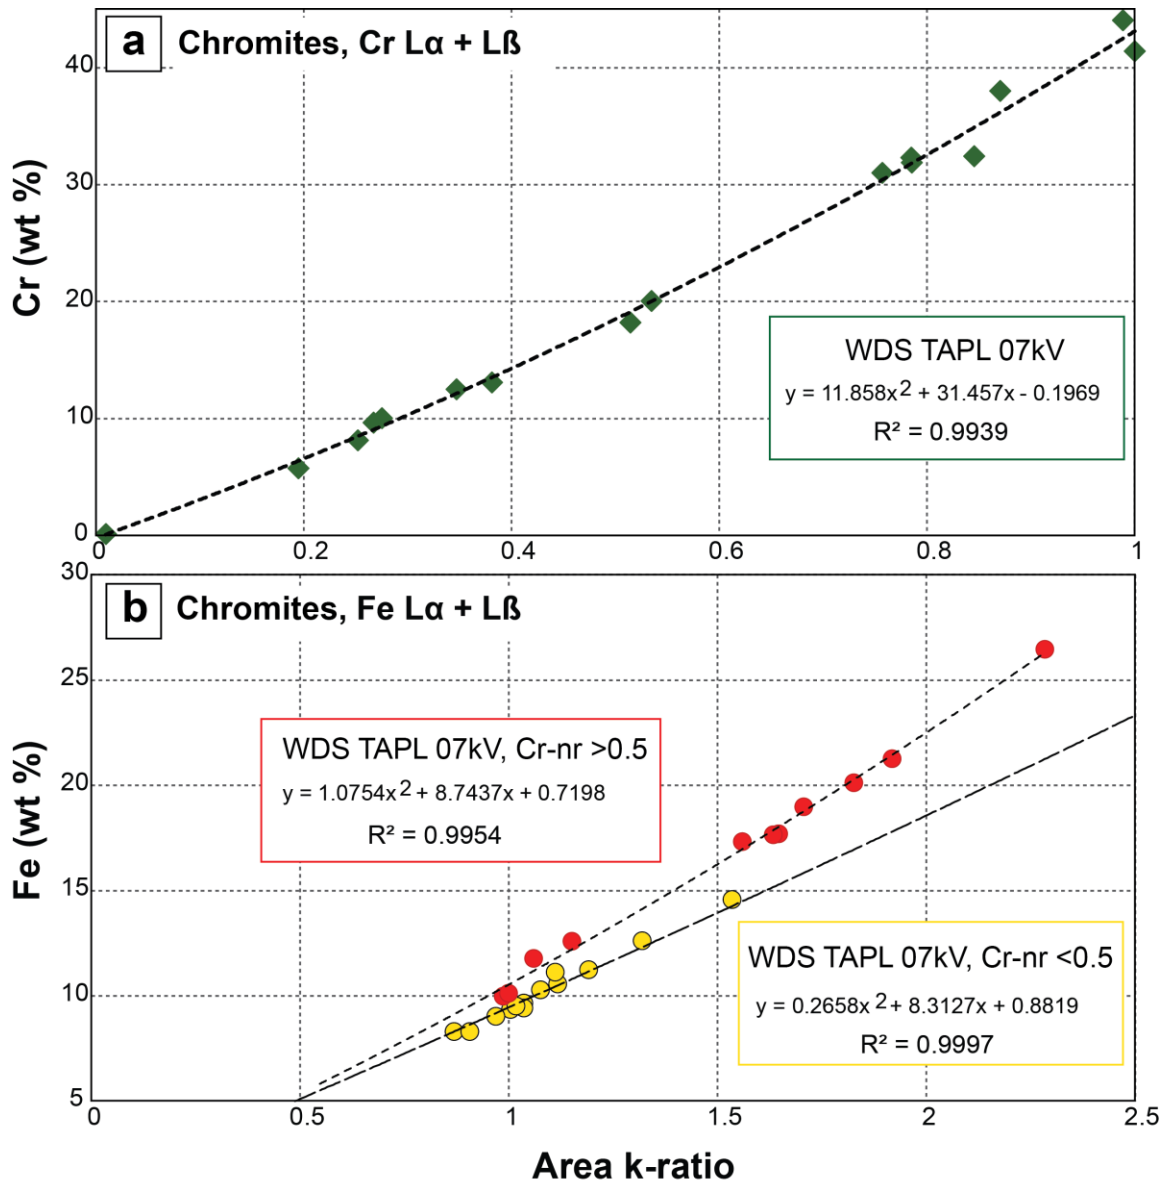 a Chromites, Cr Lα + Lß
Cr (wt %)
40
30
20
10
0
WDS TAPL 07kV
y = 11.858x² + 31.457x - 0.1969
R² = 0.9939
0 0.2 0.4 0.6 0.8 1
b Chromites, Fe Lα + Lß
Fe (wt %)
30
25
20
15
10
5
WDS TAPL 07kV, Cr-nr >0.5
y = 1.0754x² + 8.7437x + 0.7198
R² = 0.9954
WDS TAPL 07kV, Cr-nr <0.5
y = 0.2658x² + 8.3127x + 0.8819
R² = 0.9997
0 0.5 1 1.5 2 2.5
Area k-ratio